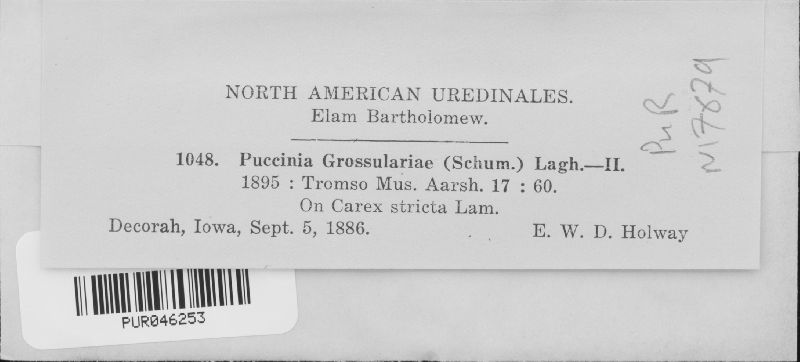 NORTH AMERICAN UREDINALES.
Elam Bartholomew.
1048. Puccinia Grossulariae (Schum.) Lagh.—II.
1895 : Tromso Mus. Aarsh. 17 : 60.
On Carex stricta Lam.
Decorah, Iowa, Sept. 5, 1886. E. W. D. Holway
PUR
N17879
PUR046253